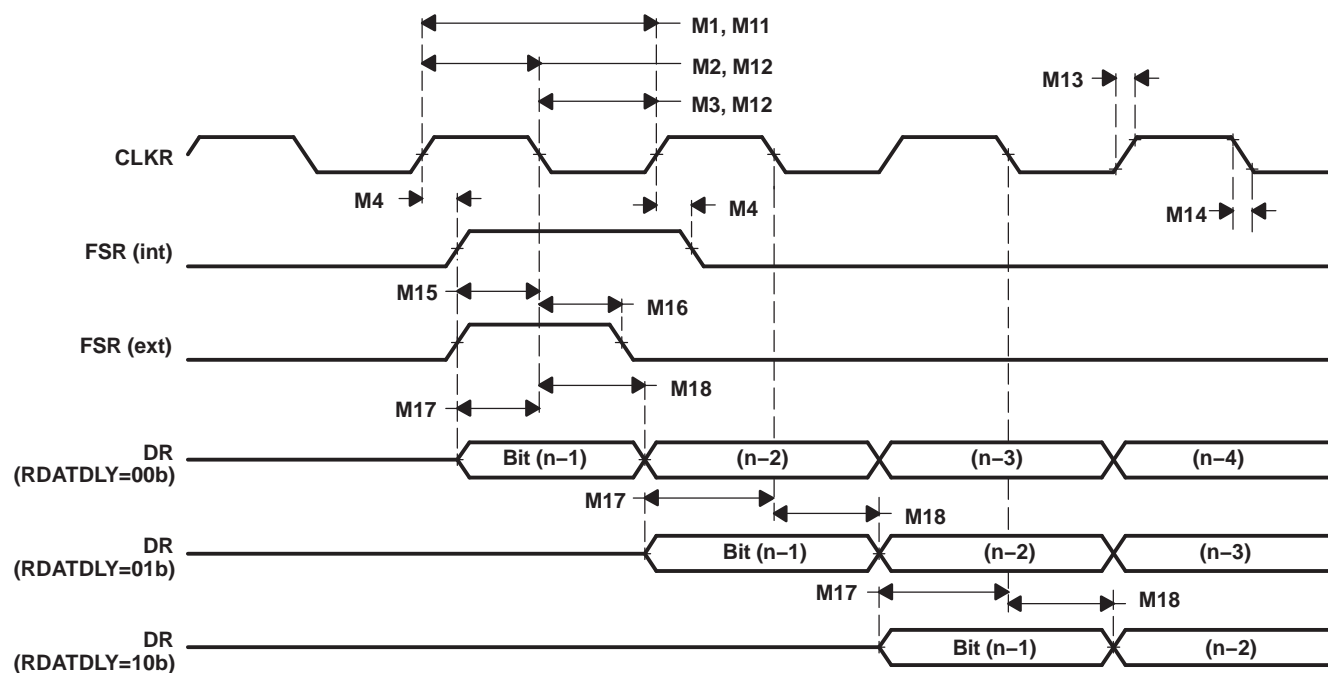 M1, M11
M2, M12
M13
M3, M12
CLKR
M4
M4
M14
FSR (int)
M15
M16
FSR (ext)
M18
M17
DR
(RDATDLY=00b)
Bit (n–1)
(n–2)
(n–3)
(n–4)
M17
M18
DR
(RDATDLY=01b)
Bit (n–1)
(n–2)
(n–3)
M17
M18
DR
(RDATDLY=10b)
Bit (n–1)
(n–2)